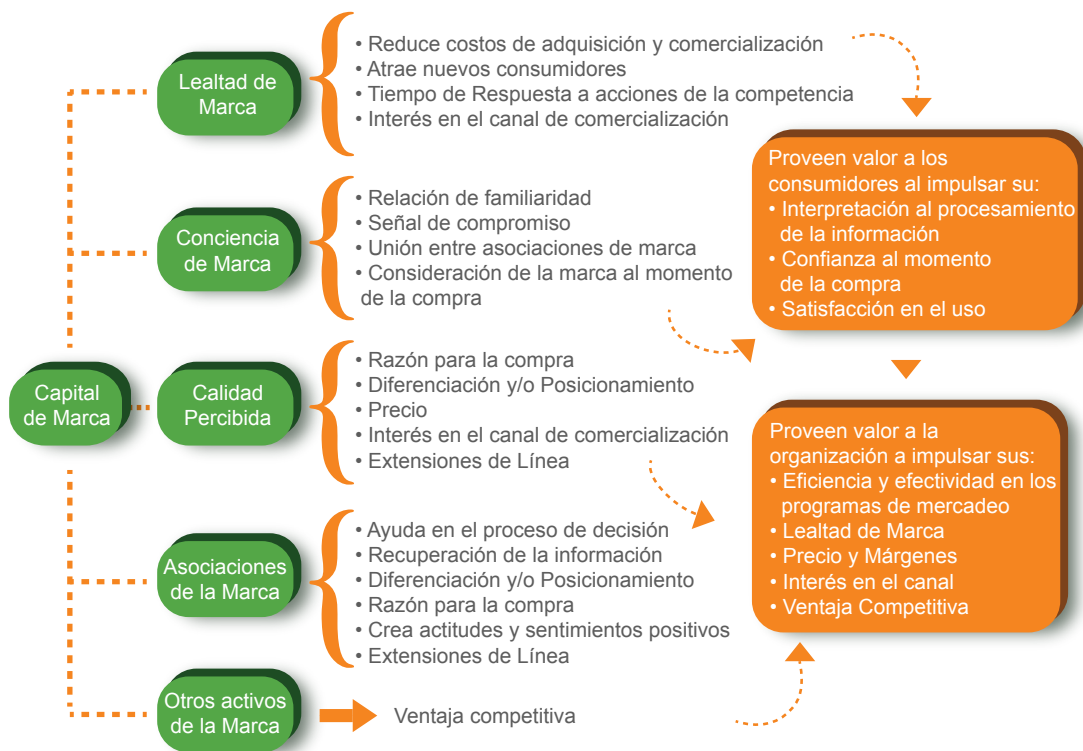 Lealtad de
Marca
• Reduce costos de adquisición y comercialización
• Atrae nuevos consumidores
• Tiempo de Respuesta a acciones de la competencia
• Interés en el canal de comercialización
Conciencia
de Marca
• Relación de familiaridad
• Señal de compromiso
• Unión entre asociaciones de marca
• Consideración de la marca al momento
de la compra
Capital
de Marca
Calidad
Percibida
• Razón para la compra
• Diferenciación y/o Posicionamiento
• Precio
• Interés en el canal de comercialización
• Extensiones de Línea
Asociaciones
de la Marca
• Ayuda en el proceso de decisión
• Recuperación de la información
• Diferenciación y/o Posicionamiento
• Razón para la compra
• Crea actitudes y sentimientos positivos
• Extensiones de Línea
Otros activos
de la Marca
Ventaja competitiva
Proveen valor a los
consumidores al impulsar su:
• Interpretación al procesamiento
de la información
• Confianza al momento
de la compra
• Satisfacción en el uso
Proveen valor a la
organización a impulsar sus:
• Eficiencia y efectividad en los
programas de mercadeo
• Lealtad de Marca
• Precio y Márgenes
• Interés en el canal
• Ventaja Competitiva